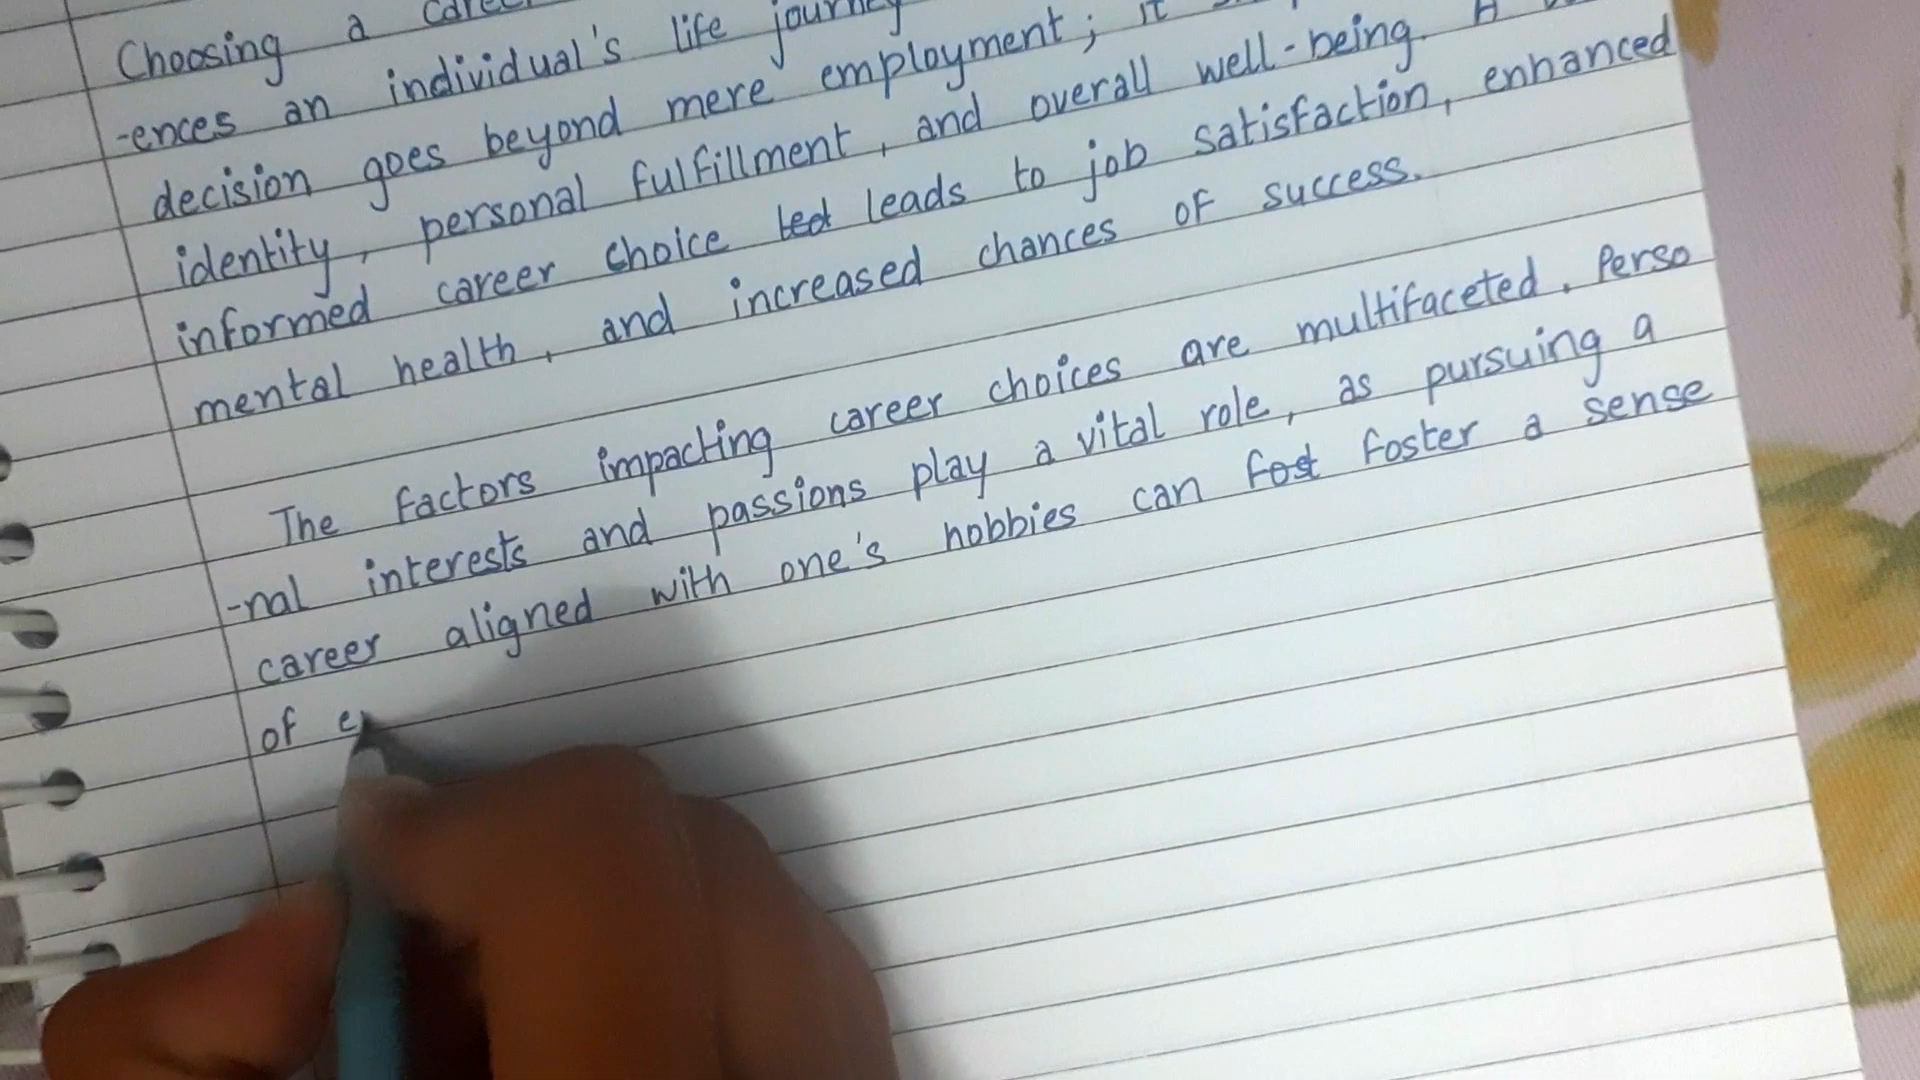 Choosing a
-ences an individual's life journey
decision goes beyond mere employment; it
identity, personal fulfillment, and overall well-being. A
informed career choice led leads to job satisfaction, enhanced
mental health, and increased chances of success.
The factors impacting career choices are multifaceted. Perso
-nal interests and passions play a vital role, as pursuing a
career aligned with one's hobbies can fost foster a sense
of